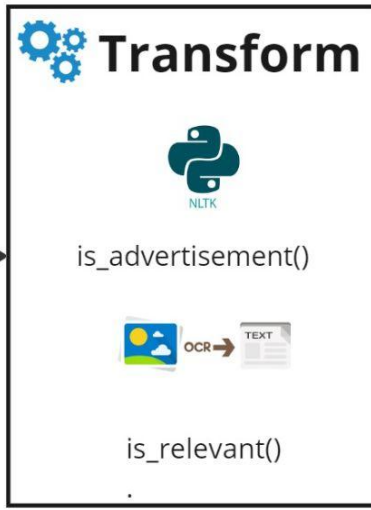 Transform
NLTK
is_advertisement()
OCR TEXT
is_relevant()
.